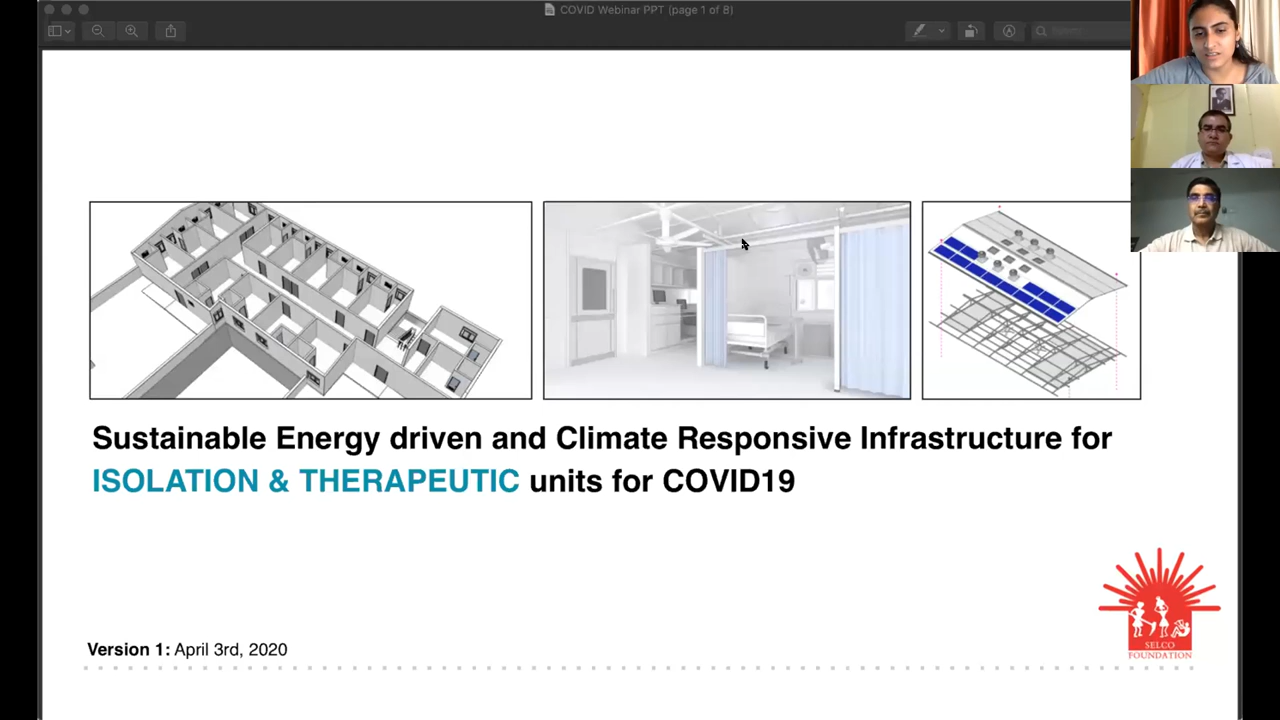 COVID Webinar PPT (page 1 of 8)
Search
Sustainable Energy driven and Climate Responsive Infrastructure for
ISOLATION & THERAPEUTIC units for COVID19
Version 1: April 3rd, 2020
SELCO
FOUNDATION